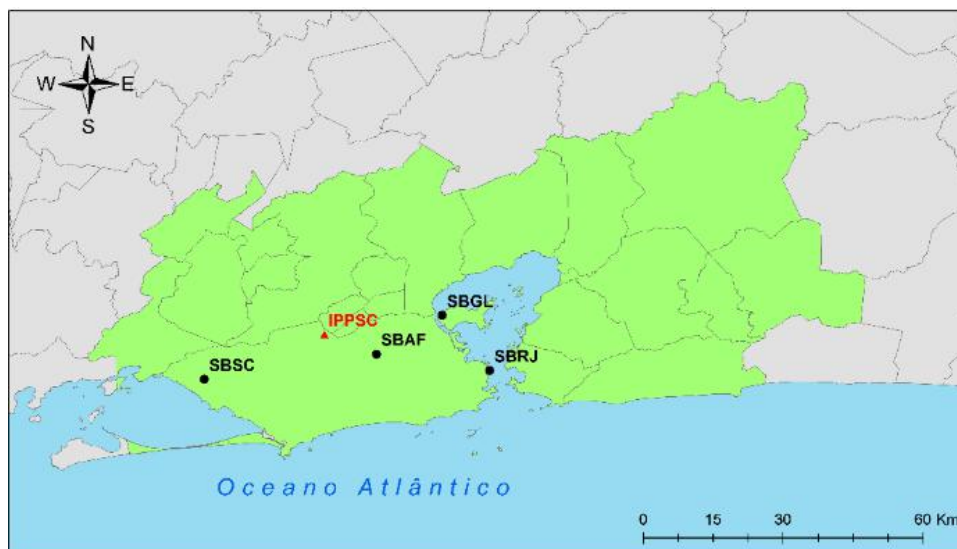 N
W E
S
SBGL
IPPSC
SBAF
SBRJ
SBSC
Oceano Atlântico
0 15 30 60 Km